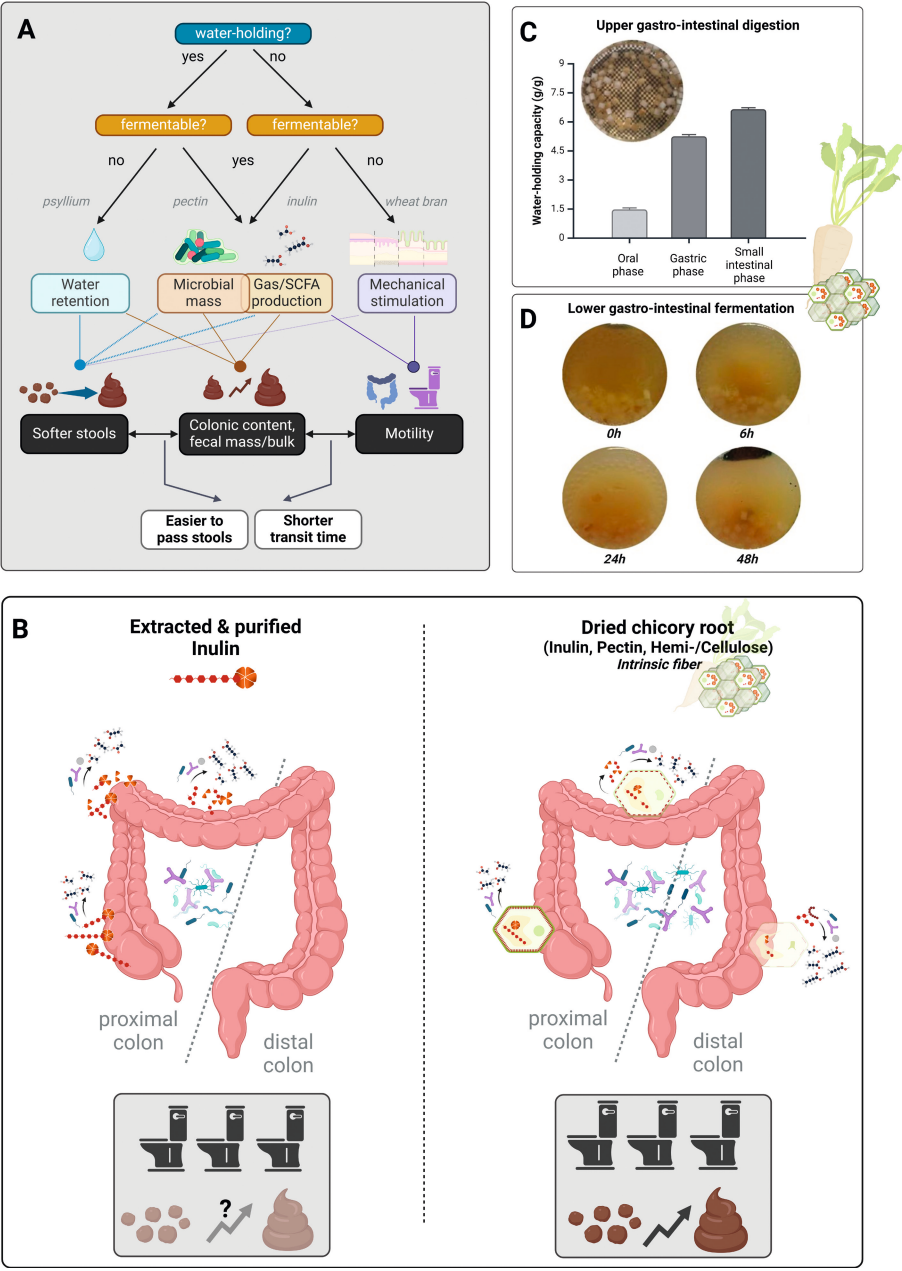 A
water-holding?
yes
no
fermentable?
fermentable?
no
yes
no
psyllium
pectin
inulin
wheat bran
Water
retention
Microbial
mass
Gas/SCFA
production
Mechanical
stimulation
Softer stools
Colonic content,
fecal mass/bulk
Motility
Easier to
pass stools
Shorter
transit time
C
Upper gastro-intestinal digestion
Water-holding capacity (g/g)
9
7.5
6
4.5
3
1.5
0
Oral
phase
Gastric
phase
Small
intestinal
phase
D
Lower gastro-intestinal fermentation
0h
6h
24h
48h
B
Extracted & purified
Inulin
Dried chicory root
(Inulin, Pectin, Hemi-/Cellulose)
Intrinsic fiber
proximal
colon
distal
colon
proximal
colon
distal
colon
?